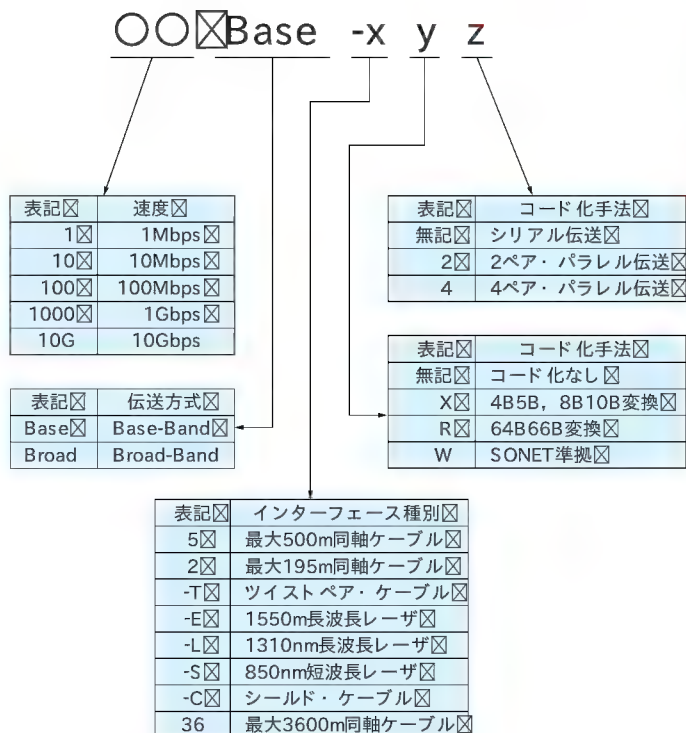 ○○Base -x y z
表記 速度
1 1Mbps
10 10Mbps
100 100Mbps
1000 1Gbps
10G 10Gbps
表記 伝送方式
Base Base-Band
Broad Broad-Band
表記 コード化手法
無記 シリアル伝送
2 2ペア・パラレル伝送
4 4ペア・パラレル伝送
表記 コード化手法
無記 コード化なし
X 4B5B，8B10B変換
R 64B66B変換
W SONET準拠
表記 インターフェース種別
5 最大500m同軸ケーブル
2 最大195m同軸ケーブル
-T ツイストペア・ケーブル
-E 1550m長波長レーザ
-L 1310nm長波長レーザ
-S 850nm短波長レーザ
-C シールド・ケーブル
36 最大3600m同軸ケーブル